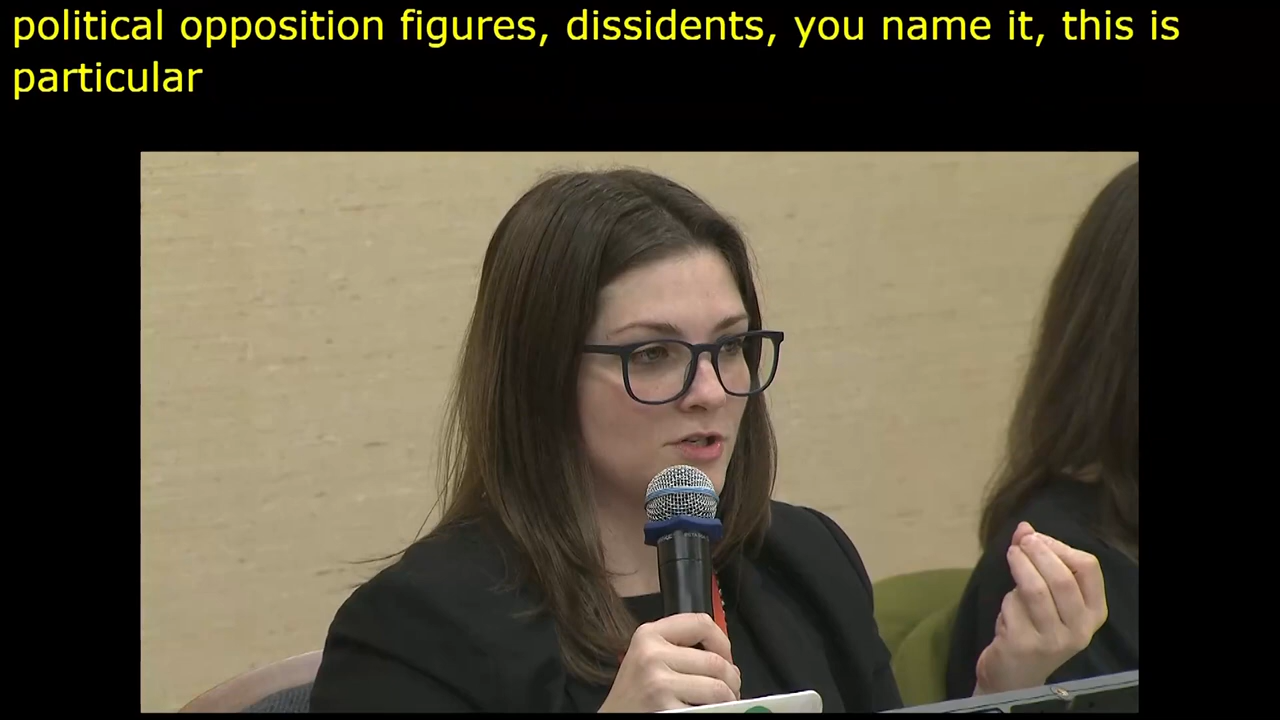 political opposition figures, dissidents, you name it, this is
particular